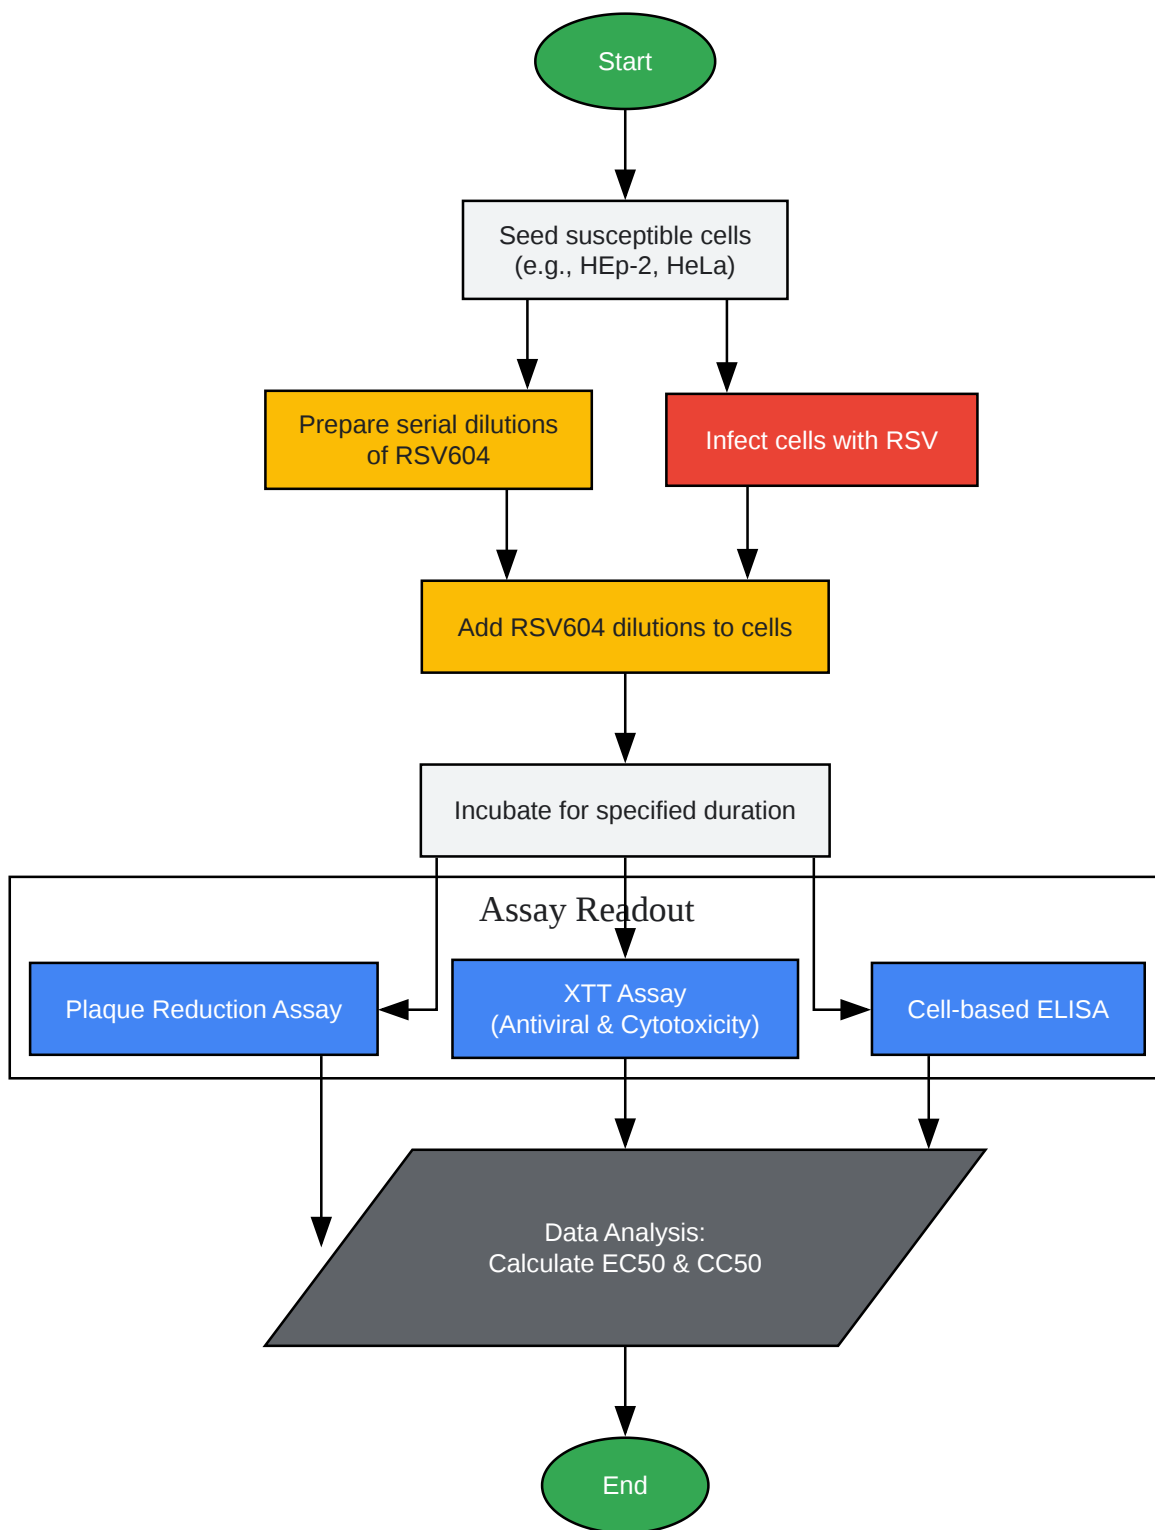 Start
Seed susceptible cells
(e.g., HEp-2, HeLa)
Prepare serial dilutions
of RSV604
Infect cells with RSV
Add RSV604 dilutions to cells
Incubate for specified duration
Assay Readout
Plaque Reduction Assay
XTT Assay
(Antiviral & Cytotoxicity)
Cell-based ELISA
Data Analysis:
Calculate EC50 & CC50
End